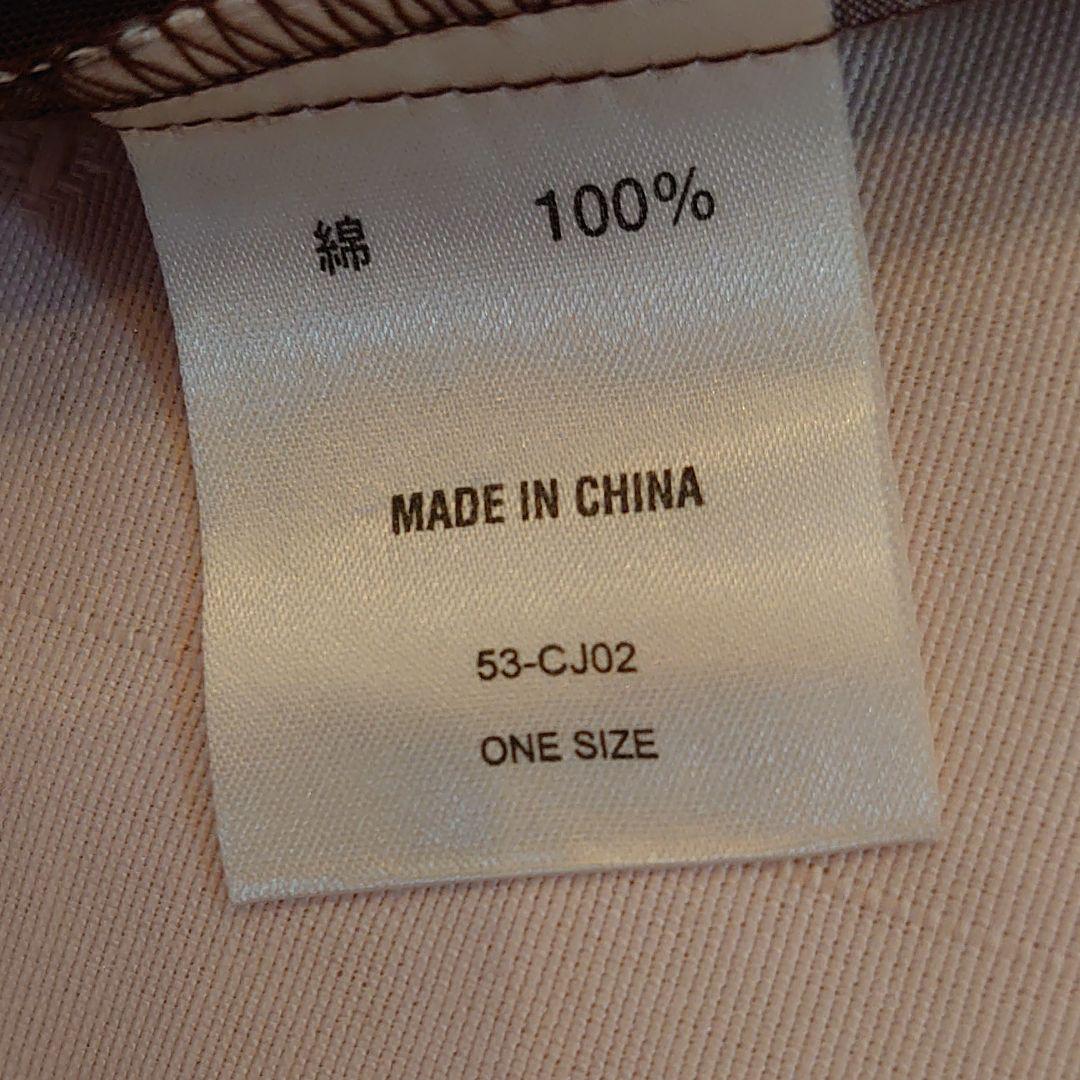 綿 100%
MADE IN CHINA
53-CJ02
ONE SIZE